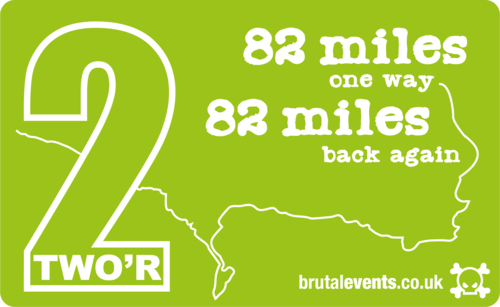 82 miles
one way
82 miles
back again
2
TWO'R
brutalevents.co.uk